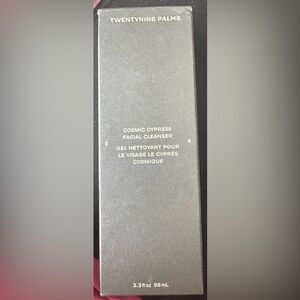 TWENTYNINE PALMS
COSMIC CYPRESS
FACIAL CLEANSER
2 9
GEL NETTOYANT POUR
LE VISAGE LE CYPRÈS
COSMIQUE
3.3 fl oz 98 mL